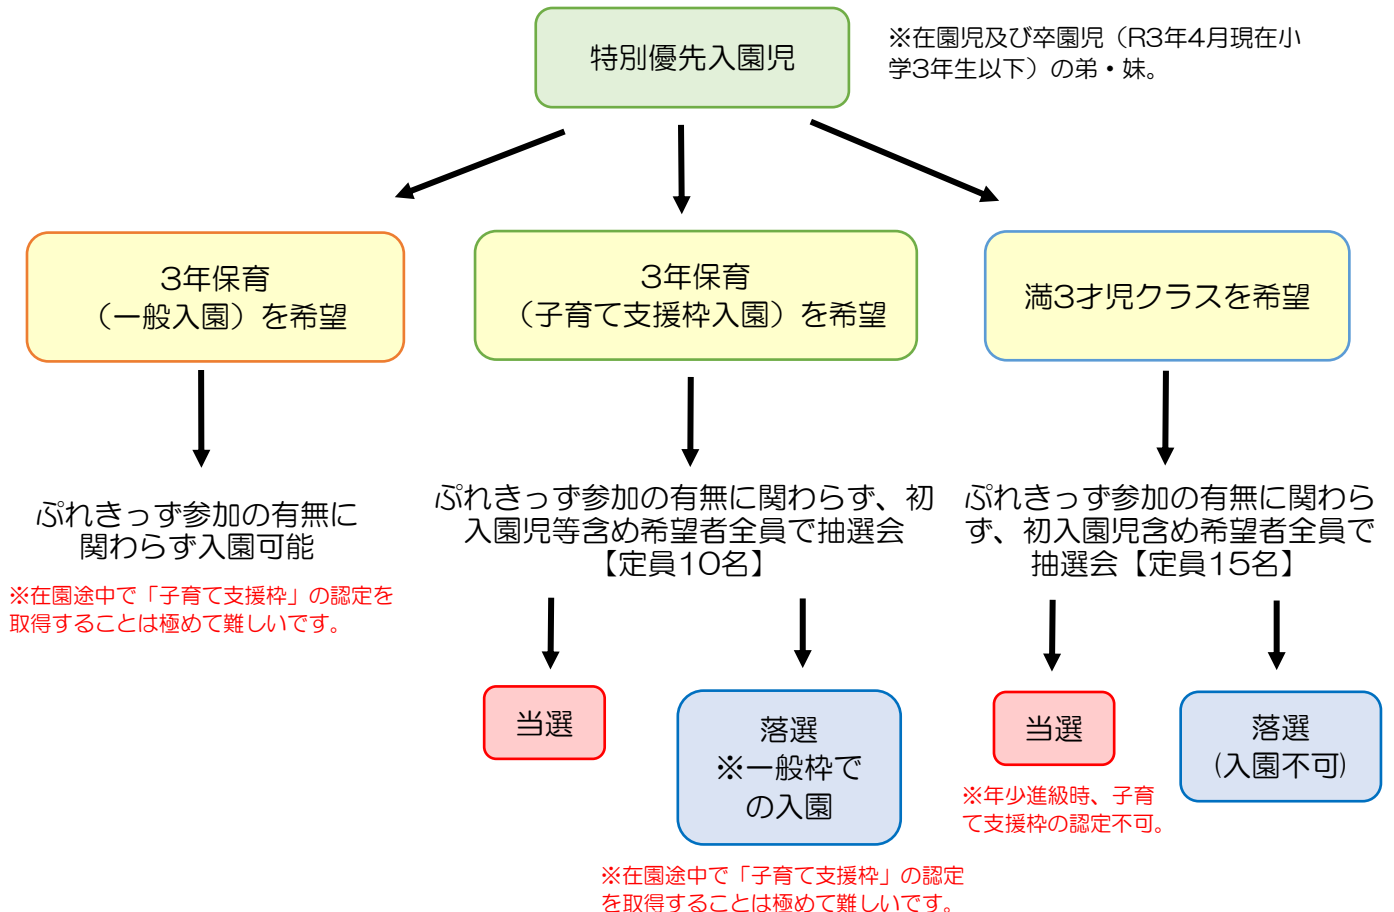 特別優先入園児
※在園児及び卒園児（R3年4月現在小
学3年生以下）の弟・妹。
3年保育
（一般入園）を希望
3年保育
（子育て支援枠入園）を希望
満3才児クラスを希望
ぷれきっず参加の有無に
関わらず入園可能
※在園途中で「子育て支援枠」の認定を
取得することは極めて難しいです。
ぷれきっず参加の有無に関わらず、初
入園児等含め希望者全員で抽選会
【定員10名】
ぷれきっず参加の有無に関わら
ず、初入園児含め希望者全員で
抽選会【定員15名】
当選
落選
※一般枠で
の入園
※在園途中で「子育て支援枠」の認定
を取得することは極めて難しいです。
当選
※年少進級時、子育
て支援枠の認定不可。
落選
(入園不可)